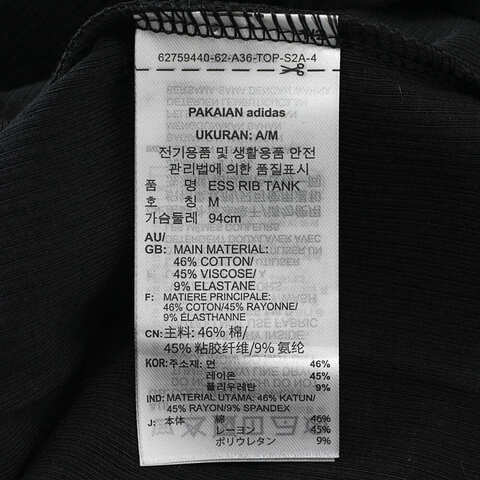 62759440-62-A36-TOP-S2A-4
PAKAIAN adidas
UKURAN: A/M
전기용품 및 생활용품 안전
관리법에 의한 품질표시
품 명 ESS RIB TANK
호 칭 M
가슴둘레 94cm
AU/
GB: MAIN MATERIAL:
46% COTTON/
45% VISCOSE/
9% ELASTANE
F: MATIERE PRINCIPALE:
46% COTON/45% RAYONNE/
9% ÉLASTHANNE
CN: 主料: 46% 棉/
45% 粘胶纤维/9% 氨纶
KOR: 주소재: 면 46%
레이온 45%
폴리우레탄 9%
IND: MATERIAL UTAMA: 46% KATUN/
45% RAYON/9% SPANDEX
J: 本体 綿 46%
レーヨン 45%
ポリウレタン 9%